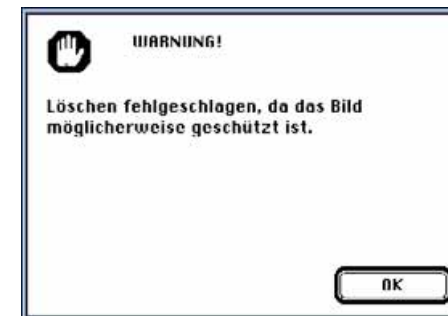 WARNUNG!
Löschen fehlgeschlagen, da das Bild
möglicherweise geschützt ist.
OK